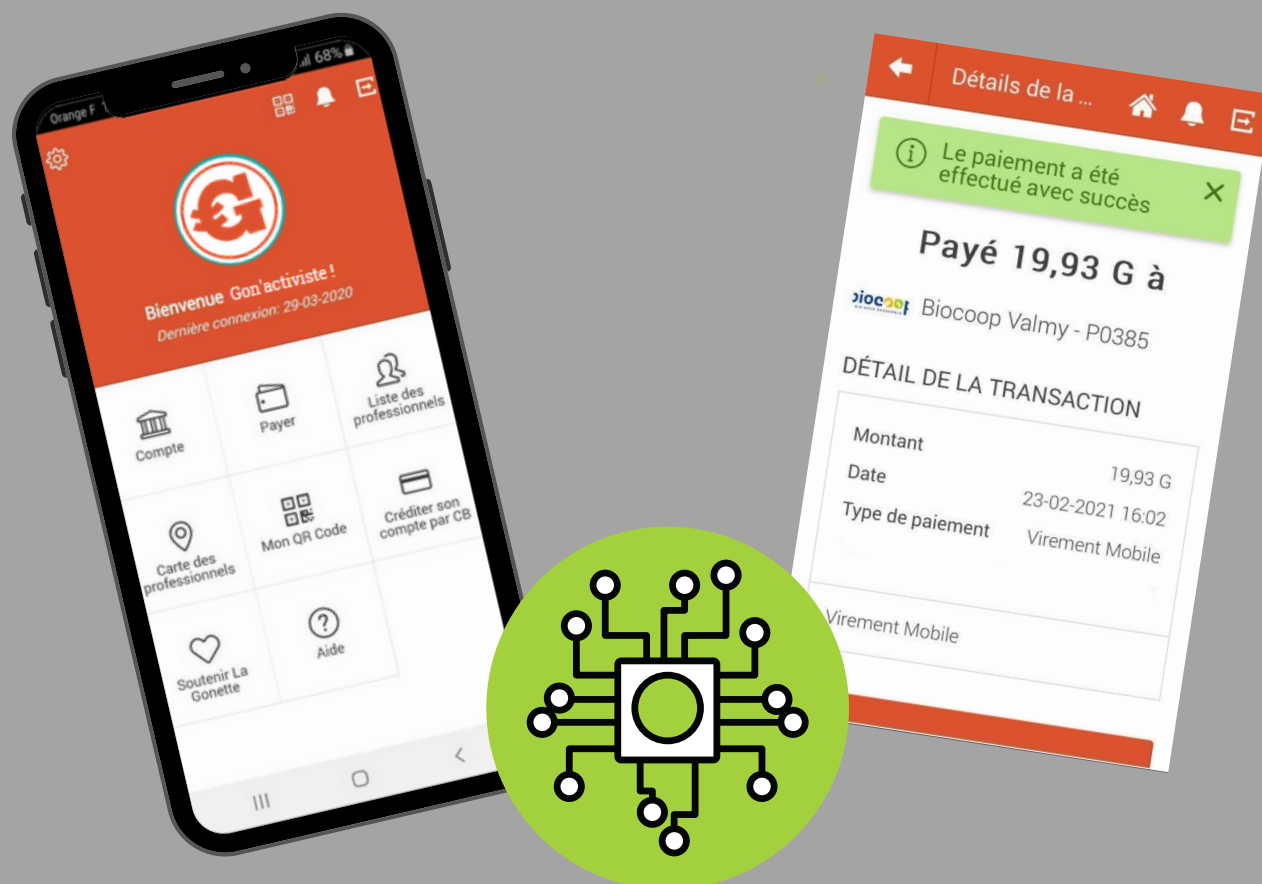 Orange F
68%
Bienvenue Gon'activiste !
Dernière connexion: 29-03-2020
Compte
Payer
Liste des
professionnels
Carte des
professionnels
Mon QR Code
Créditer son
compte par CB
Soutenir La
Gonette
Aide
Détails de la ...
Le paiement a été
effectué avec succès
Payé 19,93 G à
Biocoop Valmy - P0385
DÉTAIL DE LA TRANSACTION
Montant
19,93 G
Date
23-02-2021 16:02
Type de paiement
Virement Mobile
Virement Mobile